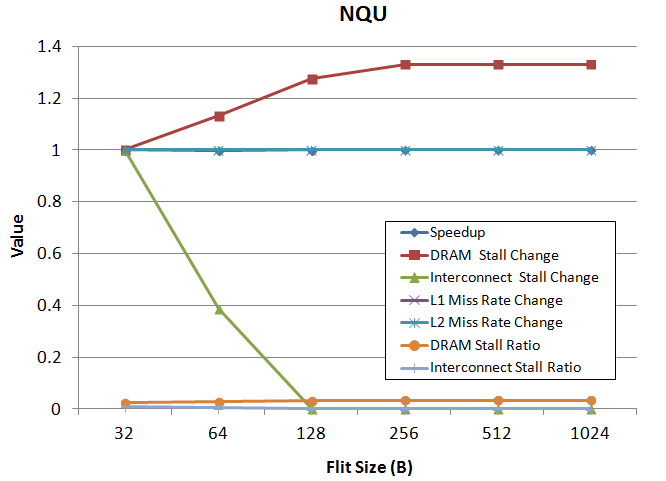 NQU
1.4
1.2
1
0.8
0.6
0.4
0.2
0
Value
Speedup
DRAM Stall Change
Interconnect Stall Change
L1 Miss Rate Change
L2 Miss Rate Change
DRAM Stall Ratio
Interconnect Stall Ratio
32 64 128 256 512 1024
Flit Size (B)